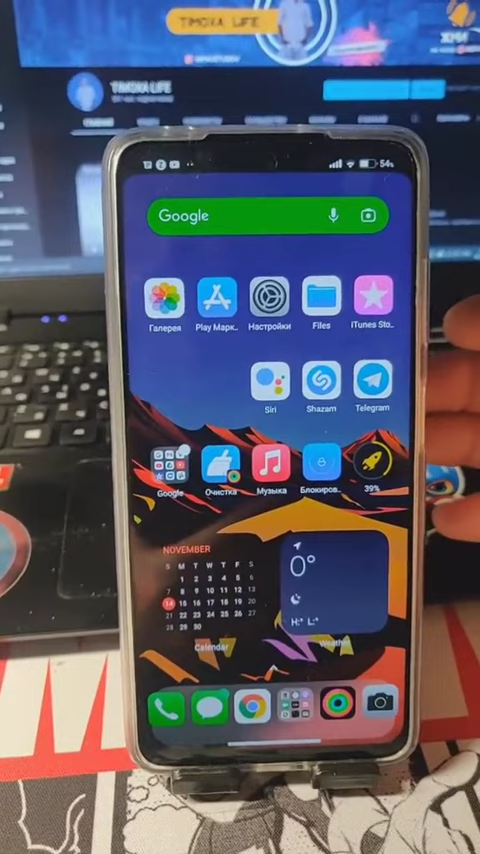 TIMOXA LIFE
ЖМИ
TIMOXA LIFE
54%
Google
Галерея
Play Марк..
Настройки
Files
iTunes Sto..
Siri
Shazam
Telegram
Google
Очистка
Музыка
Блокиров..
39%
NOVEMBER
S M T W T F S
1 2 3 4 5 6
7 8 9 10 11 12 13
14 15 16 17 18 19 20
21 22 23 24 25 26 27
28 29 30
0°
H:° L:°
Calendar
Weather